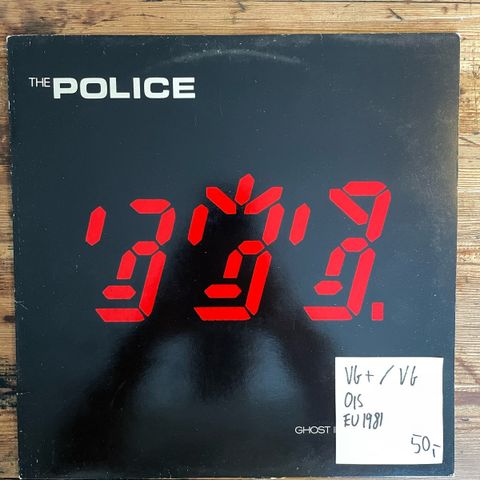 THE POLICE
GHOST I
VG+ / VG
OIS
EU 1981
50,-